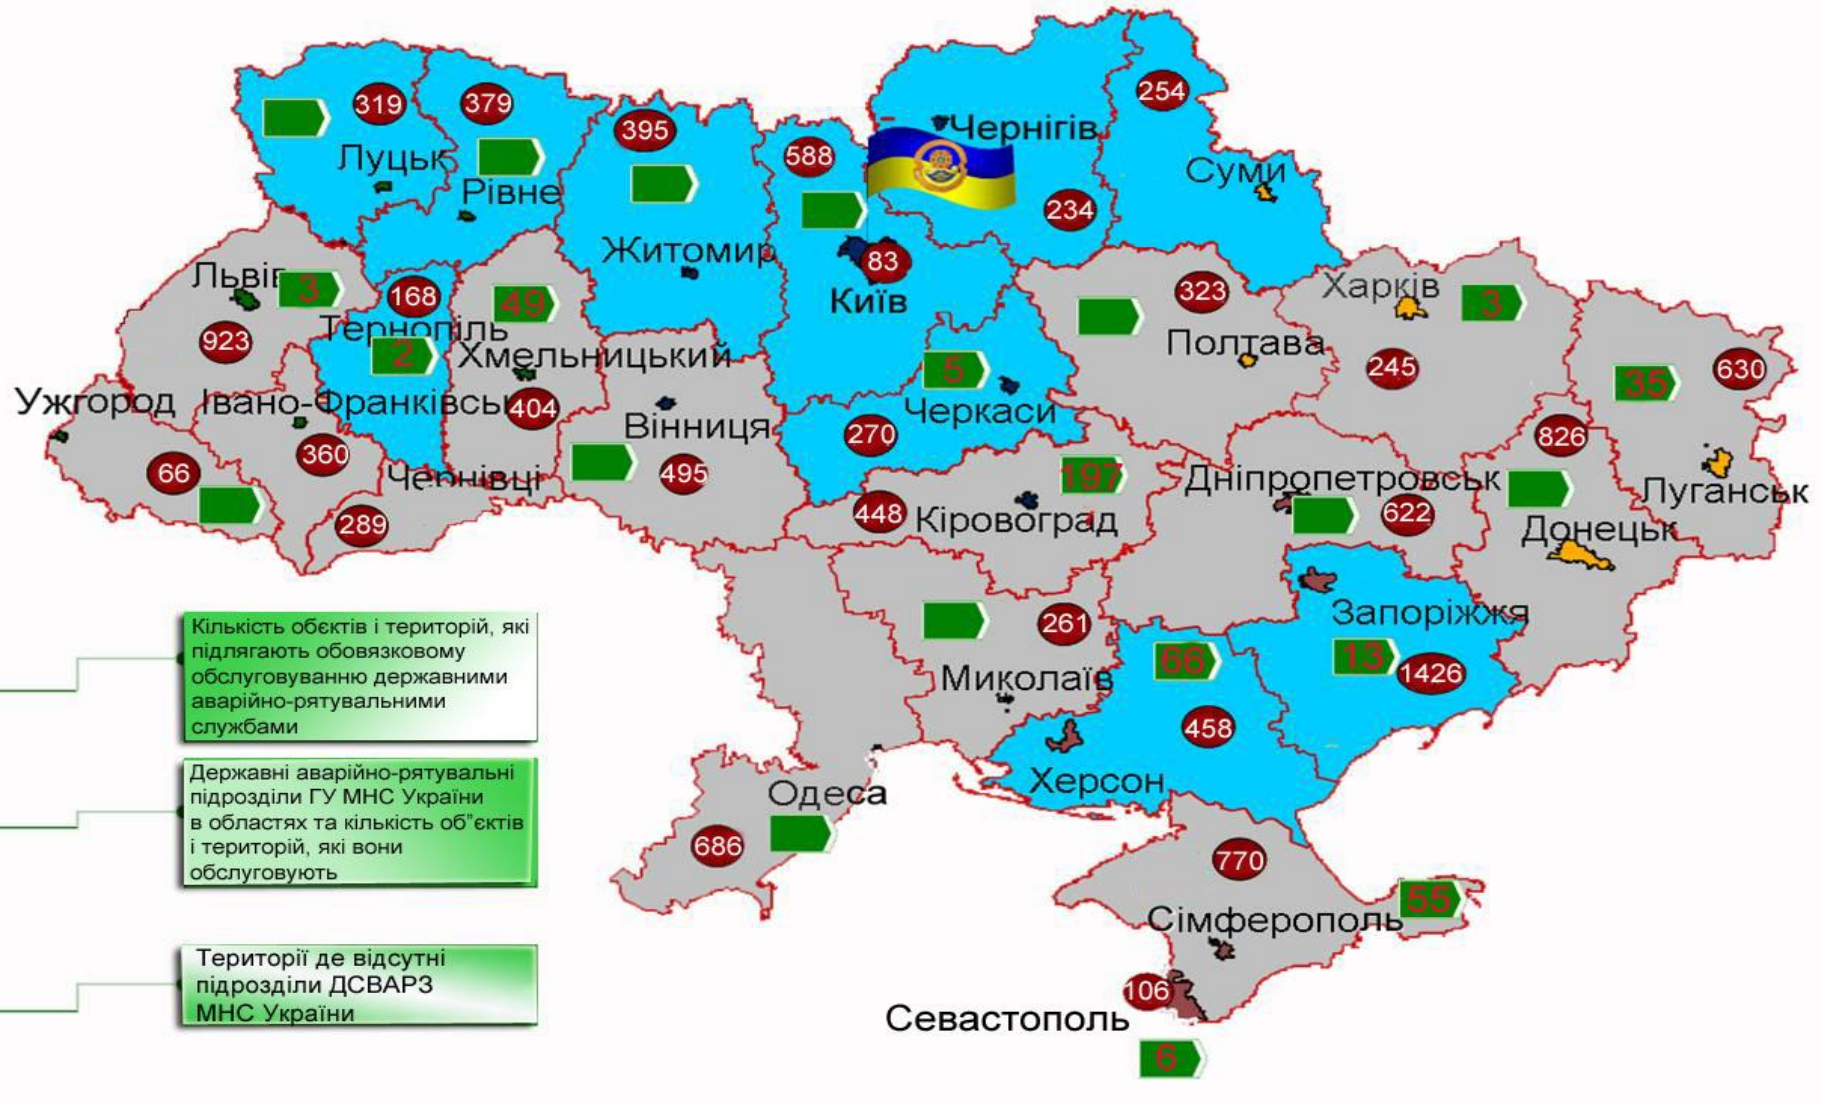 254
319
379
Чернігів
395
588
Луцьк
Суми
Рівне
234
Житомир
83
Львів
3
168
49
Київ
323
Харків
3
Тернопіль
923
2
Хмельницький
Полтава
245
630
5
35
Ужгород
Івано-Франківськ
404
Черкаси
Вінниця
270
826
360
66
Чернівці
495
197
Дніпропетровськ
Луганськ
448
Кіровоград
622
289
Донецьк
Запоріжжя
261
66
13
1426
Миколаїв
458
Херсон
Одеса
686
770
55
Сімферополь
106
Севастополь
6
Кількість обєктів і територій, які
підлягають обовязковому
обслуговуванню державними
аварійно-рятувальними
службами
Державні аварійно-рятувальні
підрозділи ГУ МНС України
в областях та кількість об"єктів
і територій, які вони
обслуговують
Території де відсутні
підрозділи ДСВАРЗ
МНС України